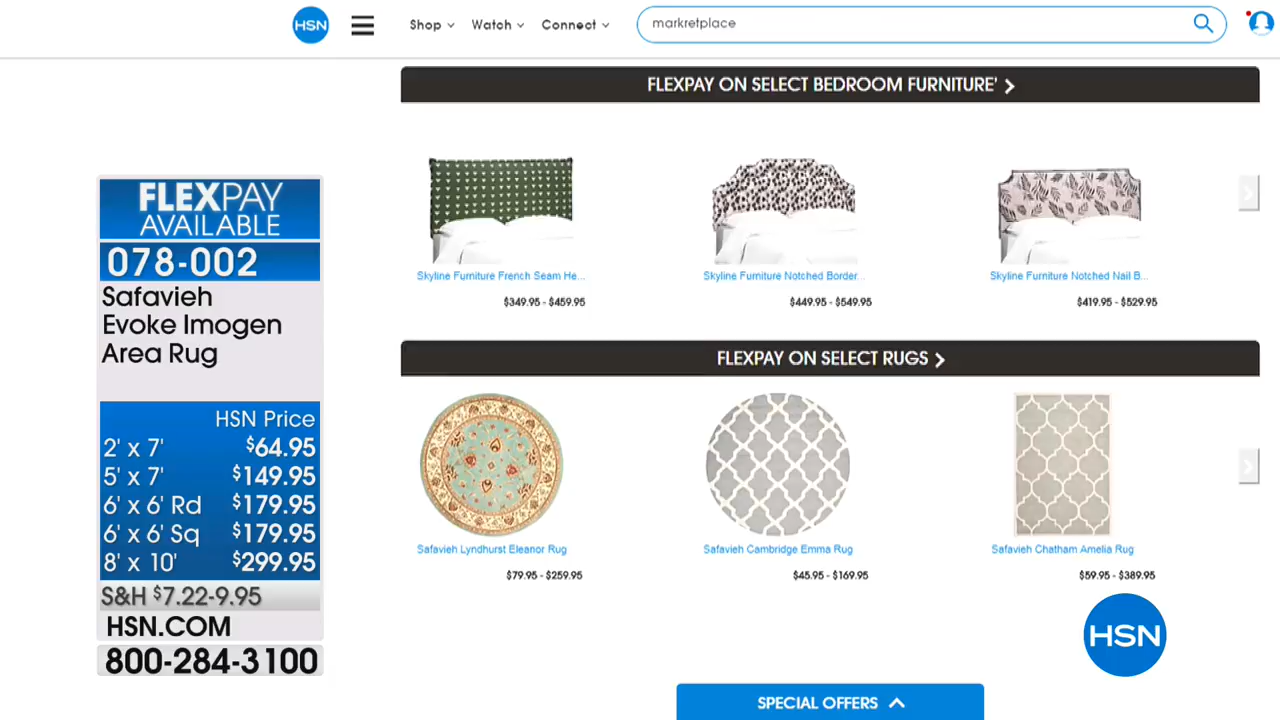 HSN Shop Watch Connect markretplace
FLEXPAY ON SELECT BEDROOM FURNITURE' >
Skyline Furniture French Seam He... Skyline Furniture Notched Border... Skyline Furniture Notched Nail B...
$349.95 - $459.95 $449.95 - $549.95 $419.95 - $529.95
FLEXPAY ON SELECT RUGS >
Safavieh Lyndhurst Eleanor Rug Safavieh Cambridge Emma Rug Safavieh Chatham Amelia Rug
$79.95 - $259.95 $45.95 - $169.95 $59.95 - $389.95
FLEXPAY
AVAILABLE
078-002
Safavieh
Evoke Imogen
Area Rug
HSN Price
2' x 7' $64.95
5' x 7' $149.95
6' x 6' Rd $179.95
6' x 6' Sq $179.95
8' x 10' $299.95
S&H $7.22-9.95
HSN.COM
800-284-3100
HSN
SPECIAL OFFERS